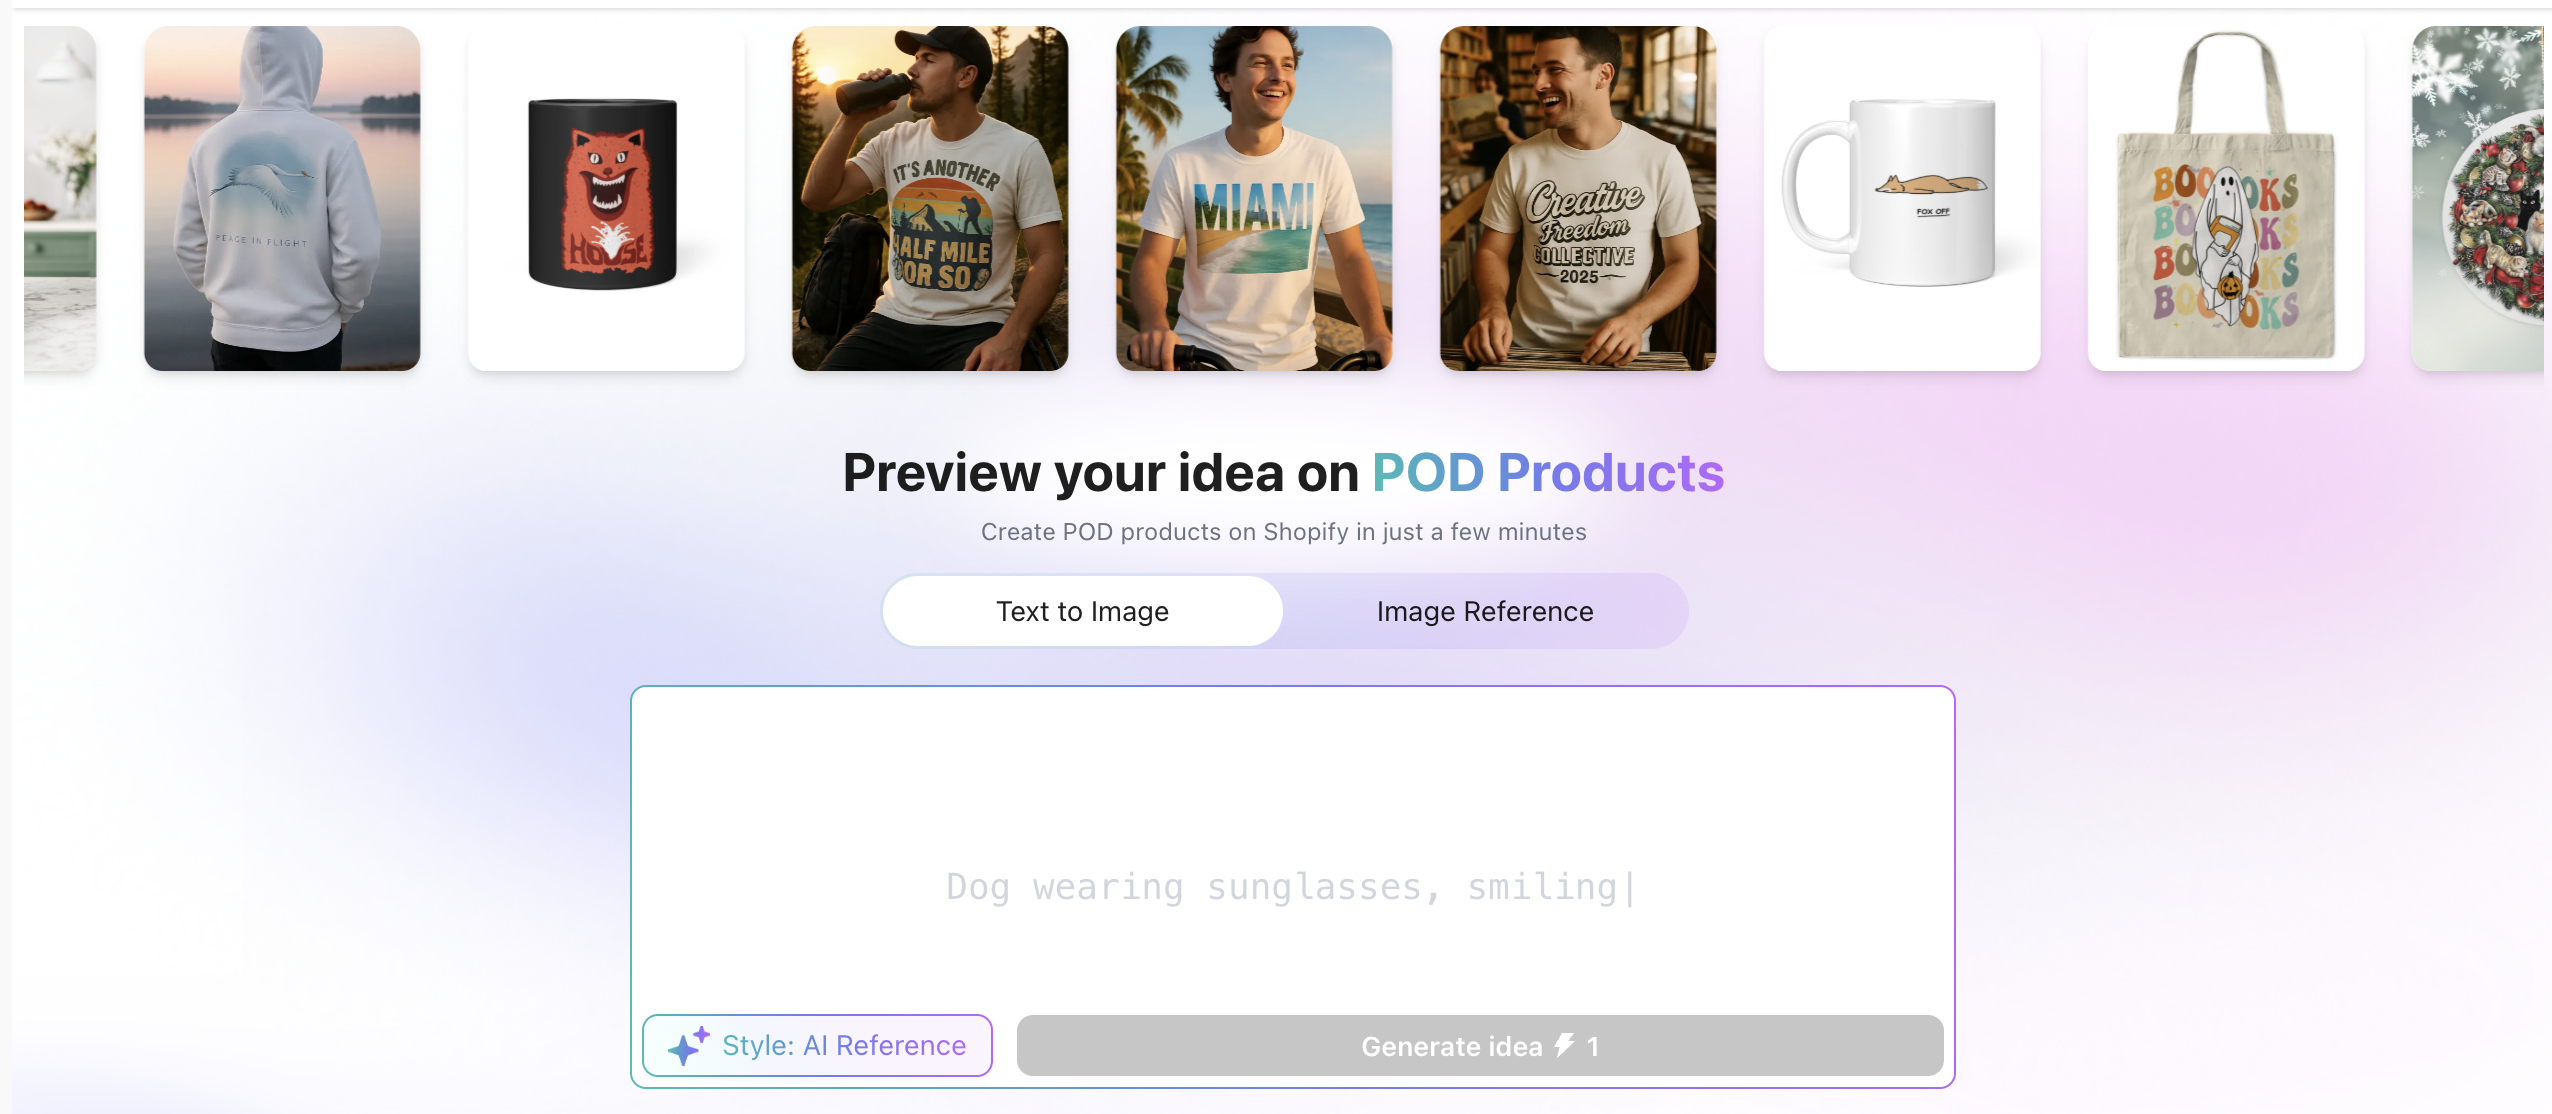 PEACE IN FLIGHT
HOUSE
IT'S ANOTHER
HALF MILE
OR SO
MIAMI
Creative
Freedom
COLLECTIVE
2025
FOX OFF
BOOOKS
BOOKS
BOOKS
BOOOKS
Preview your idea on POD Products
Create POD products on Shopify in just a few minutes
Text to Image
Image Reference
Dog wearing sunglasses, smiling
Style: AI Reference
Generate idea 1